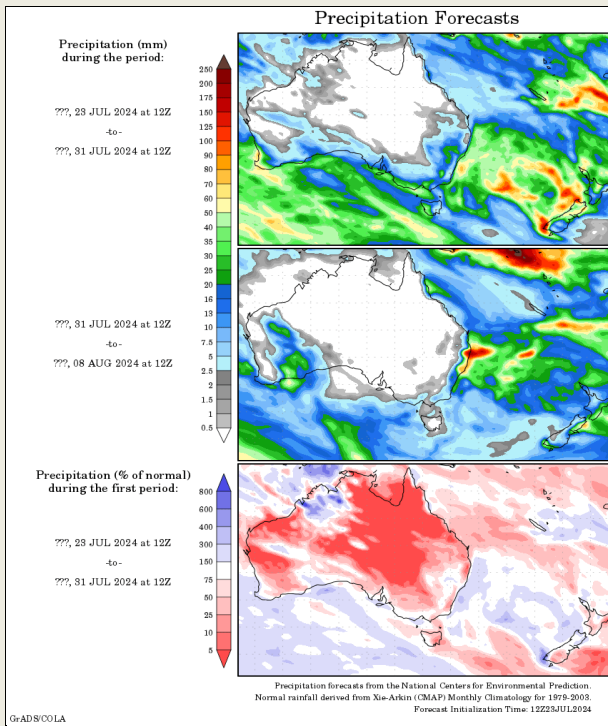 Precipitation Forecasts
Precipitation (mm)
during the period:
???, 23 JUL 2024 at 12Z
-to-
???, 31 JUL 2024 at 12Z
250
200
175
150
125
100
90
80
70
60
50
40
35
30
25
20
16
13
10
7.5
5
2.5
2
1.5
1
0.5
???, 31 JUL 2024 at 12Z
-to-
???, 08 AUG 2024 at 12Z
Precipitation (% of normal)
during the first period:
???, 23 JUL 2024 at 12Z
-to-
???, 31 JUL 2024 at 12Z
800
600
400
300
150
75
50
25
10
5
Precipitation forecasts from the National Centers for Environmental Prediction.
Normal rainfall derived from Xie-Arkin (CMAP) Monthly Climatology for 1979-2003.
Forecast Initialization Time: 12Z23JUL2024
GrADS/COLA